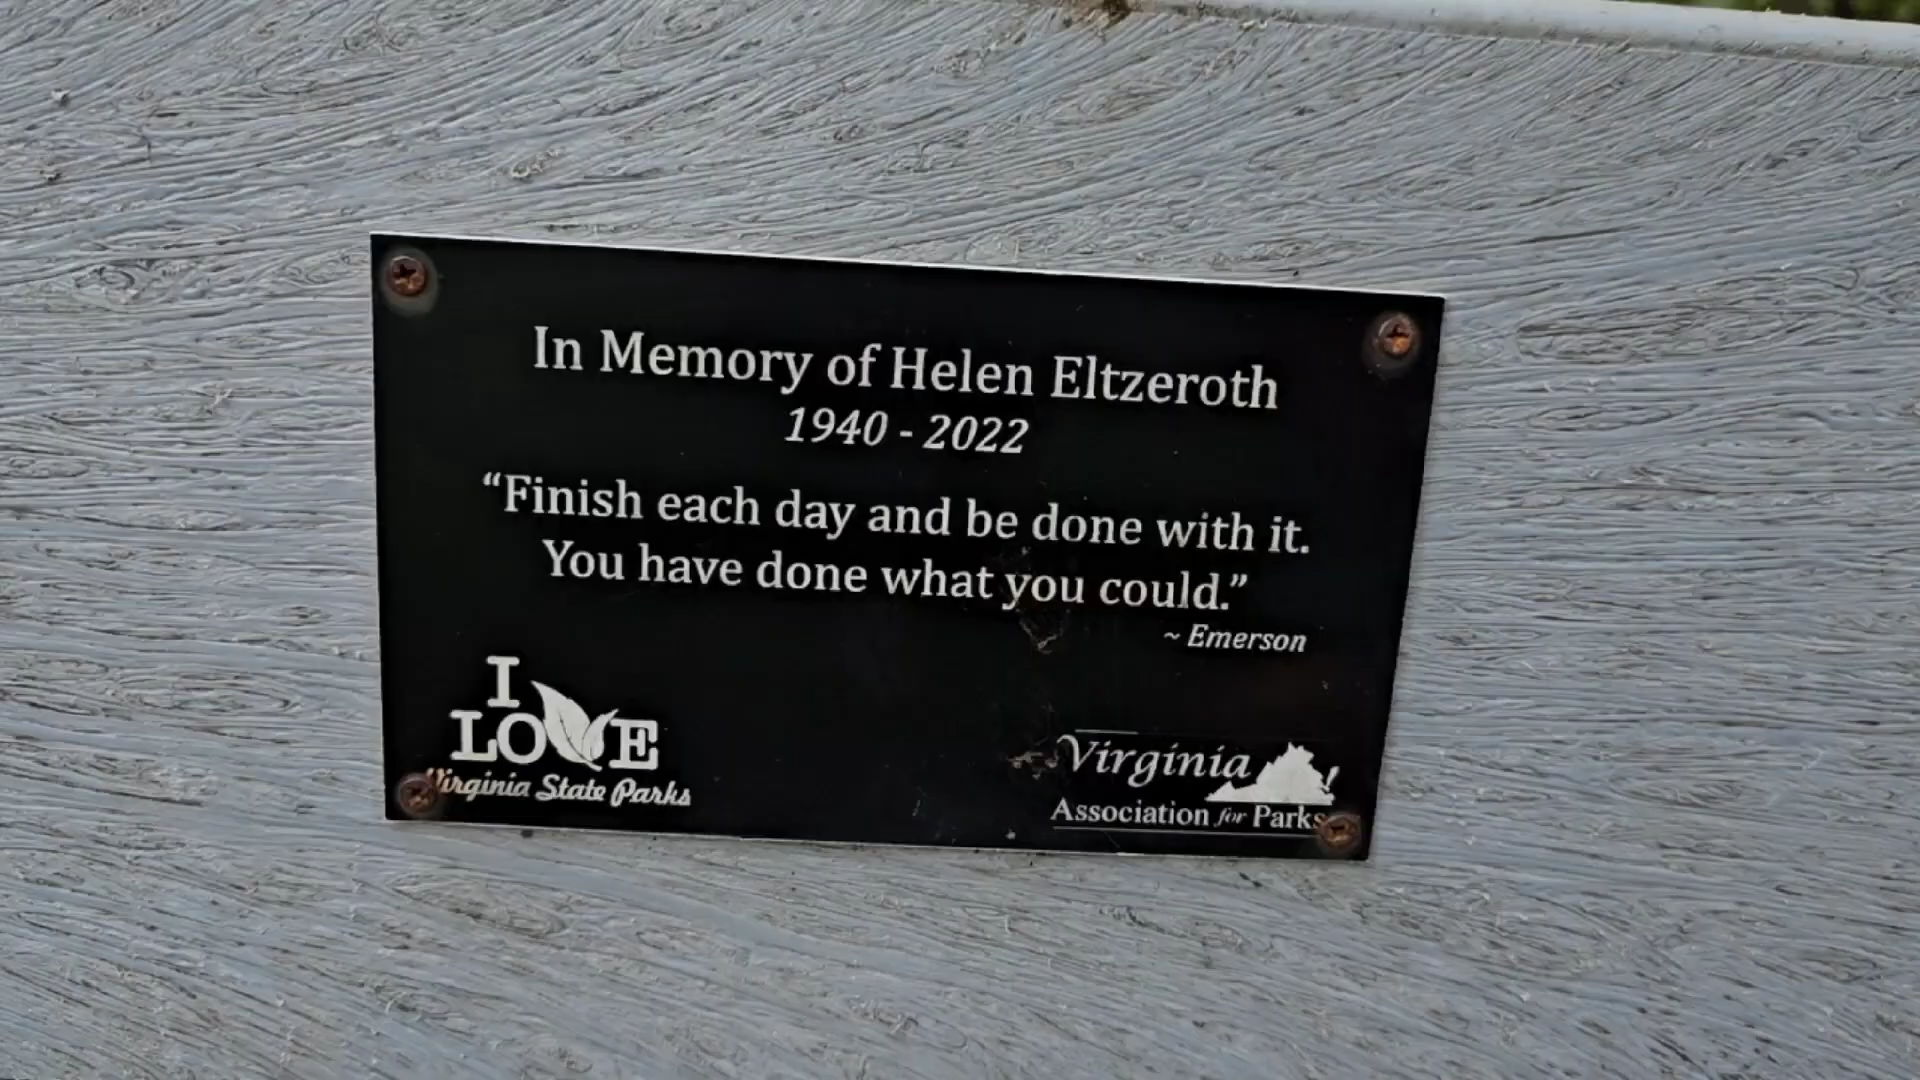 In Memory of Helen Eltzeroth
1940 - 2022
“Finish each day and be done with it.
You have done what you could.”
~ Emerson
I
LOVE
Virginia State Parks
Virginia
Association for Parks